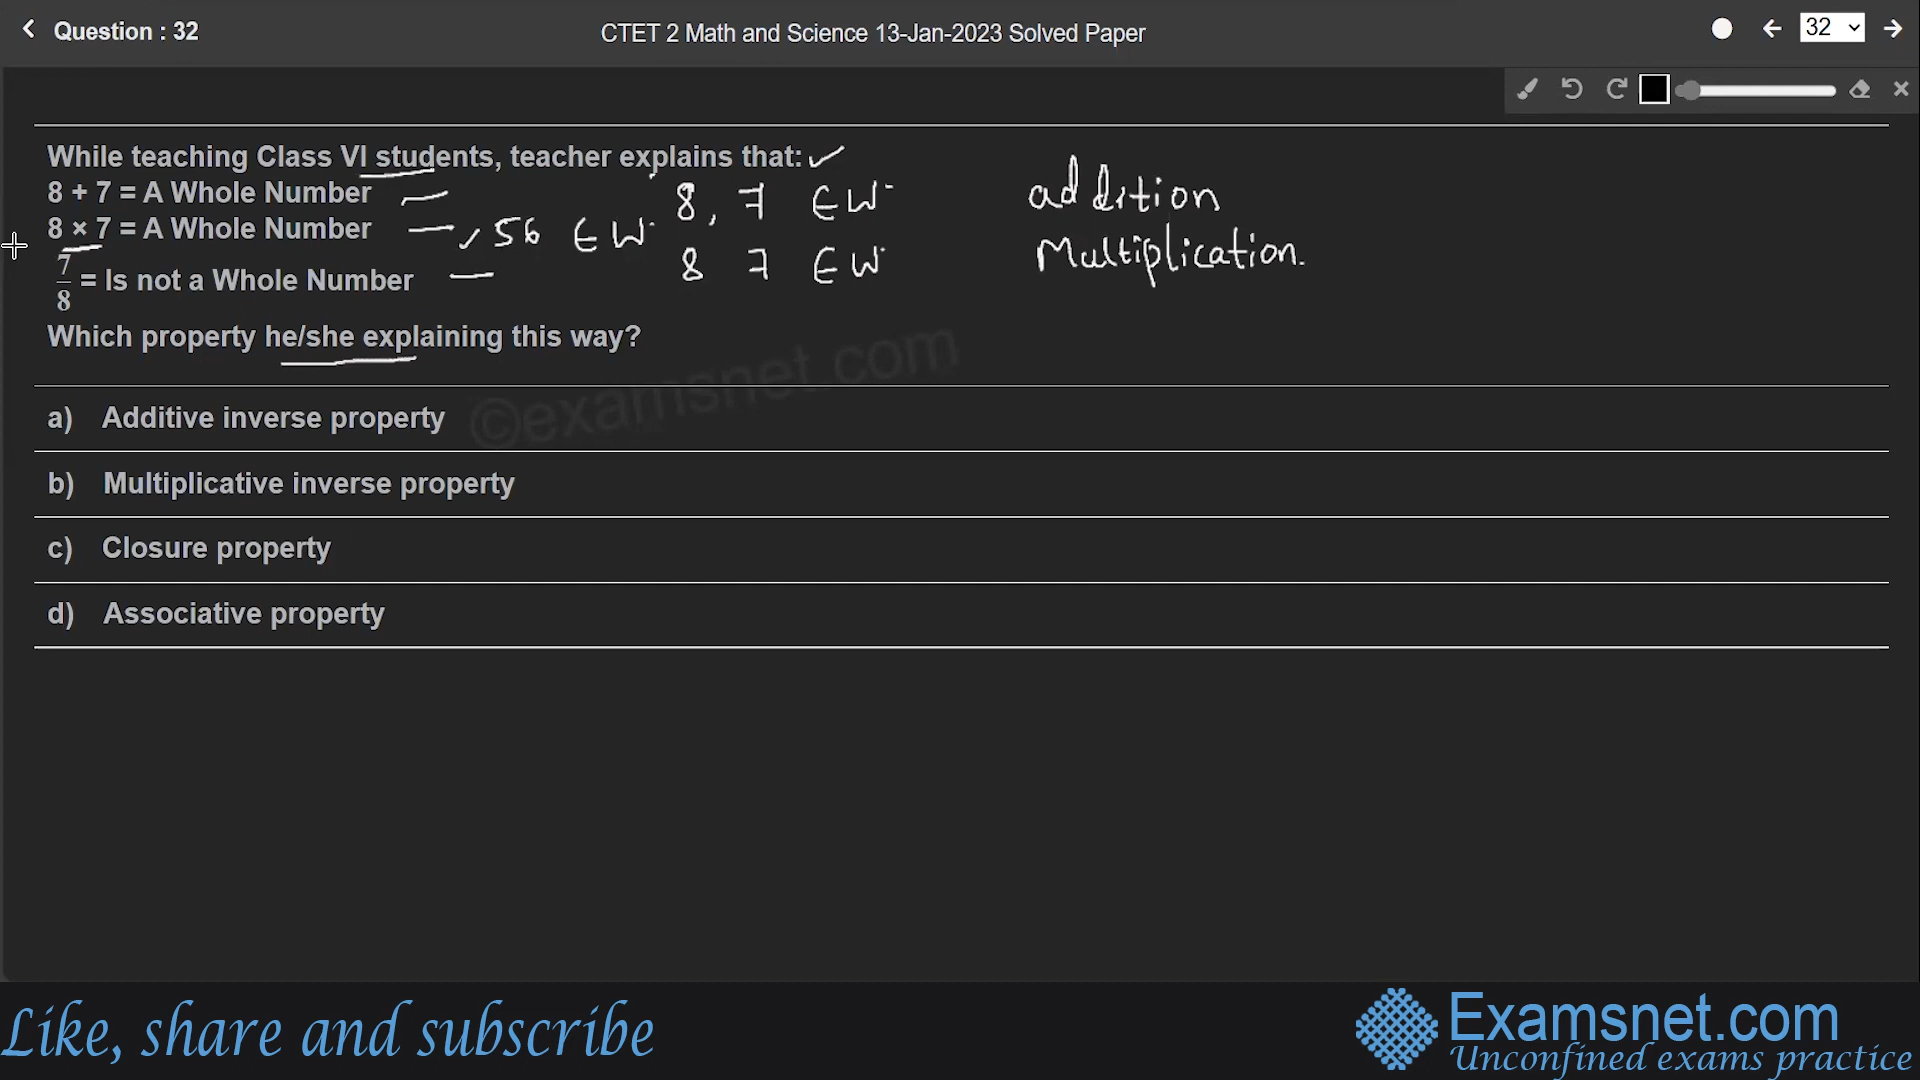 Question : 32
CTET 2 Math and Science 13-Jan-2023 Solved Paper
32
While teaching Class VI students, teacher explains that:
8 + 7 = A Whole Number
8, 7 ∈ W
addition
8 × 7 = A Whole Number
56 ∈ W
Multiplication.
8 7 ∈ W
7/8 = Is not a Whole Number
Which property he/she explaining this way?
©examsnet.com
a) Additive inverse property
b) Multiplicative inverse property
c) Closure property
d) Associative property
Like, share and subscribe
Examsnet.com
Unconfined exams practice